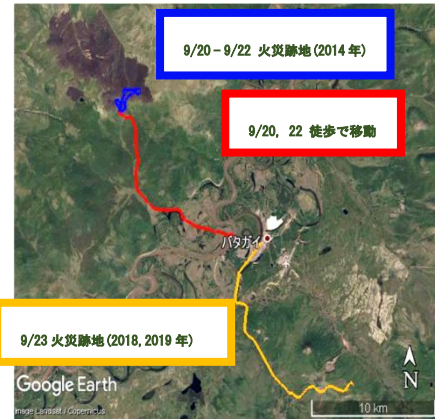 9/20－9/22 火災跡地(2014年)
9/20, 22 徒歩で移動
バタガイ
9/23 火災跡地(2018, 2019年)
Google Earth
Image Landsat / Copernicus
N
10 km